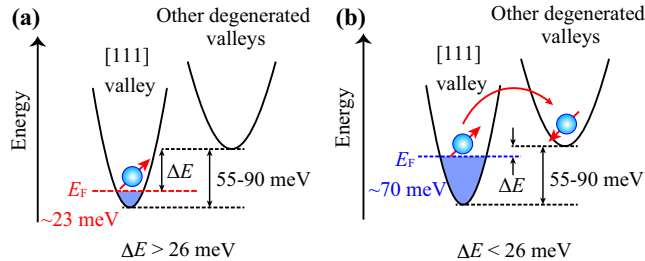 (a)
Other degenerated
valleys
[111]
valley
Energy
E_F
~23 meV
ΔE
55-90 meV
ΔE > 26 meV
(b)
Other degenerated
valleys
[111]
valley
Energy
E_F
~70 meV
ΔE
55-90 meV
ΔE < 26 meV